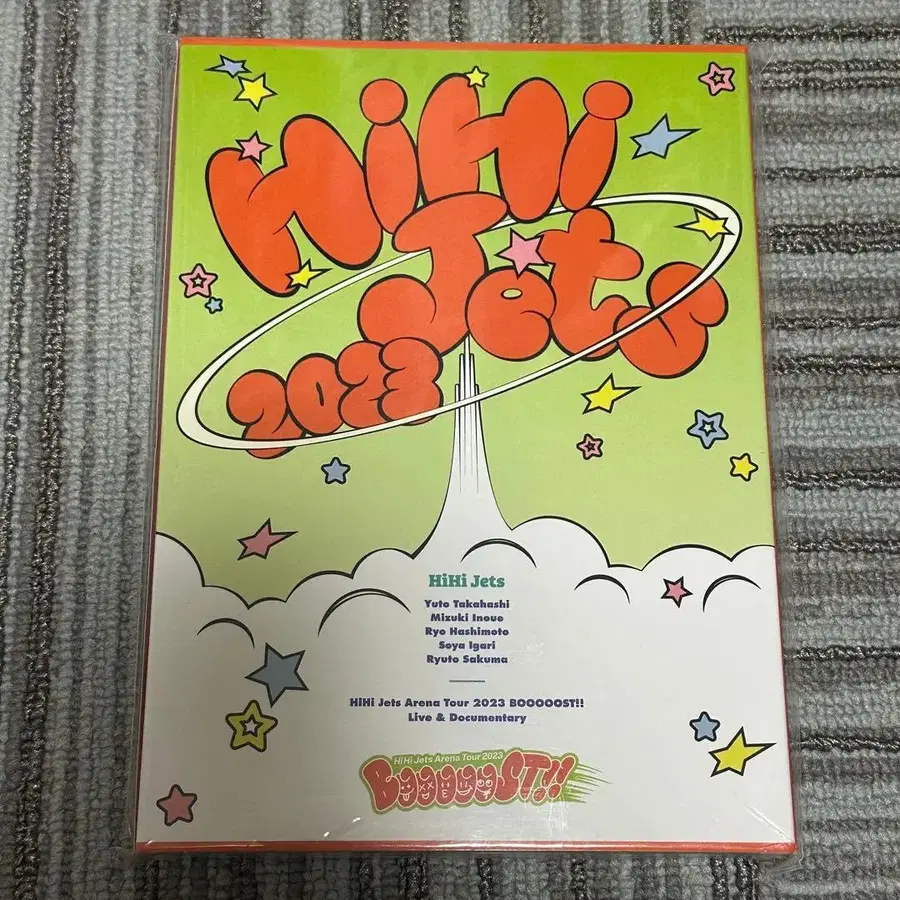 HiHi
Jets
2023
HiHi Jets
Yuto Takahashi
Mizuki Inoue
Ryo Hashimoto
Soya Igari
Ryuto Sakuma
HiHi Jets Arena Tour 2023 BOOOOOST!!
Live & Documentary
HiHi Jets Arena Tour 2023
BOOOOOST!!